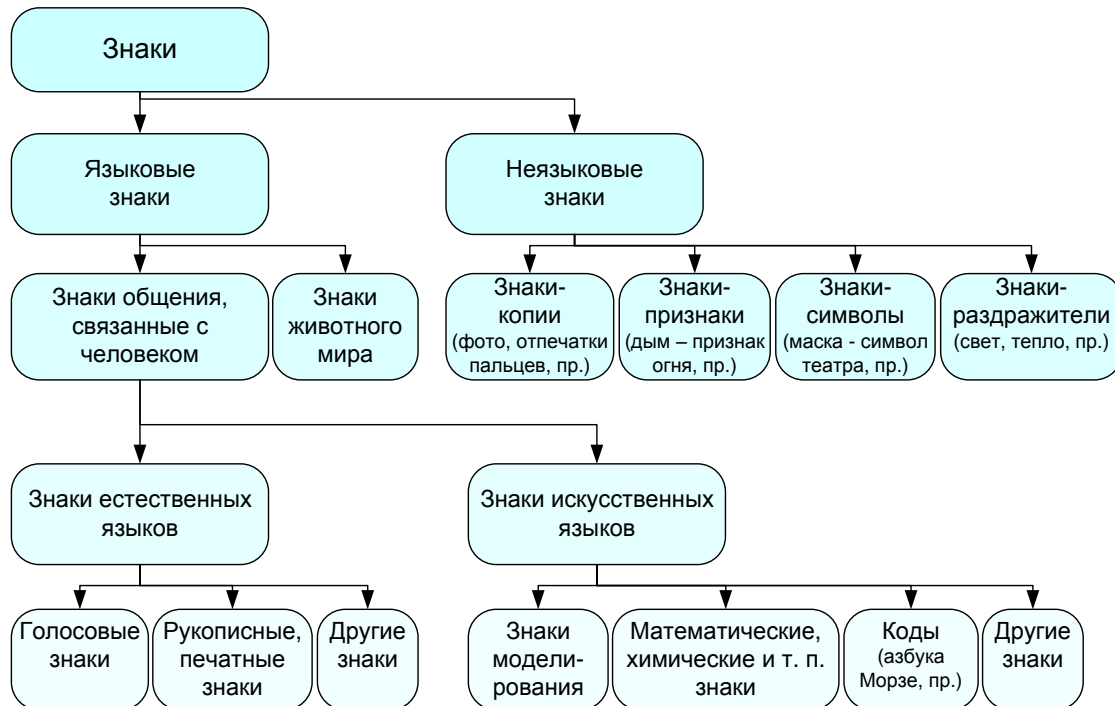 Знаки
Языковые
знаки
Неязыковые
знаки
Знаки общения,
связанные с
человеком
Знаки
животного
мира
Знаки-
копии
(фото, отпечатки
пальцев, пр.)
Знаки-
признаки
(дым – признак
огня, пр.)
Знаки-
символы
(маска - символ
театра, пр.)
Знаки-
раздражители
(свет, тепло, пр.)
Знаки естественных
языков
Знаки искусственных
языков
Голосовые
знаки
Рукописные,
печатные
знаки
Другие
знаки
Знаки
модели-
рования
Математические,
химические и т. п.
знаки
Коды
(азбука
Морзе, пр.)
Другие
знаки